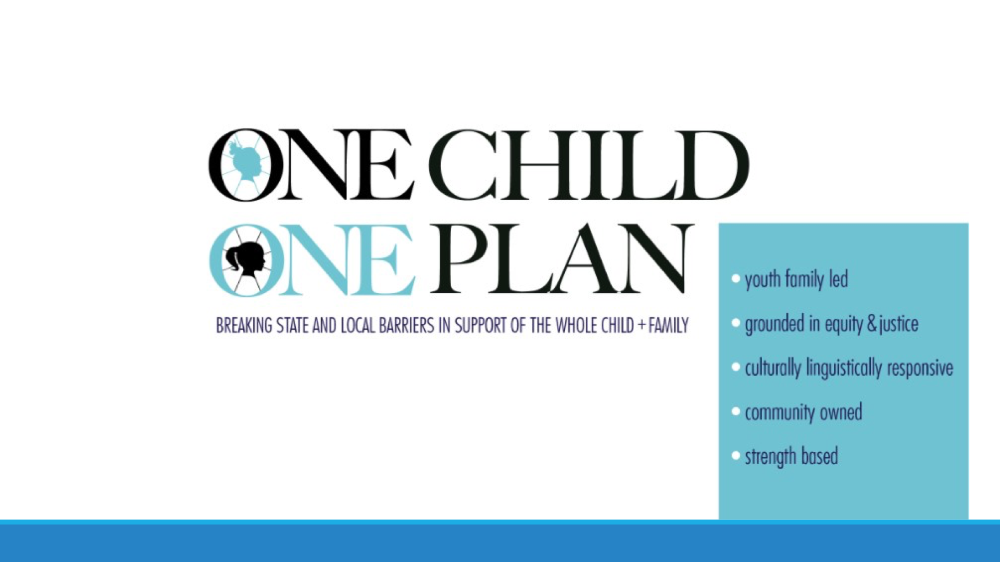 ONE CHILD
ONE PLAN
BREAKING STATE AND LOCAL BARRIERS IN SUPPORT OF THE WHOLE CHILD + FAMILY
• youth family led
• grounded in equity & justice
• culturally linguistically responsive
• community owned
• strength based